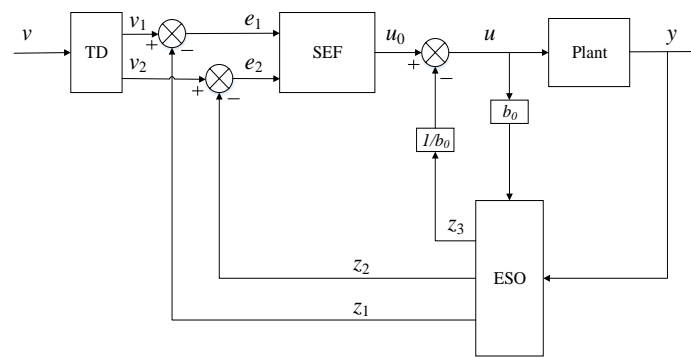 v
TD
v1
+
−
v2
+
−
e1
e2
SEF
u0
+
−
u
Plant
y
1/b0
b0
z3
z2
z1
ESO